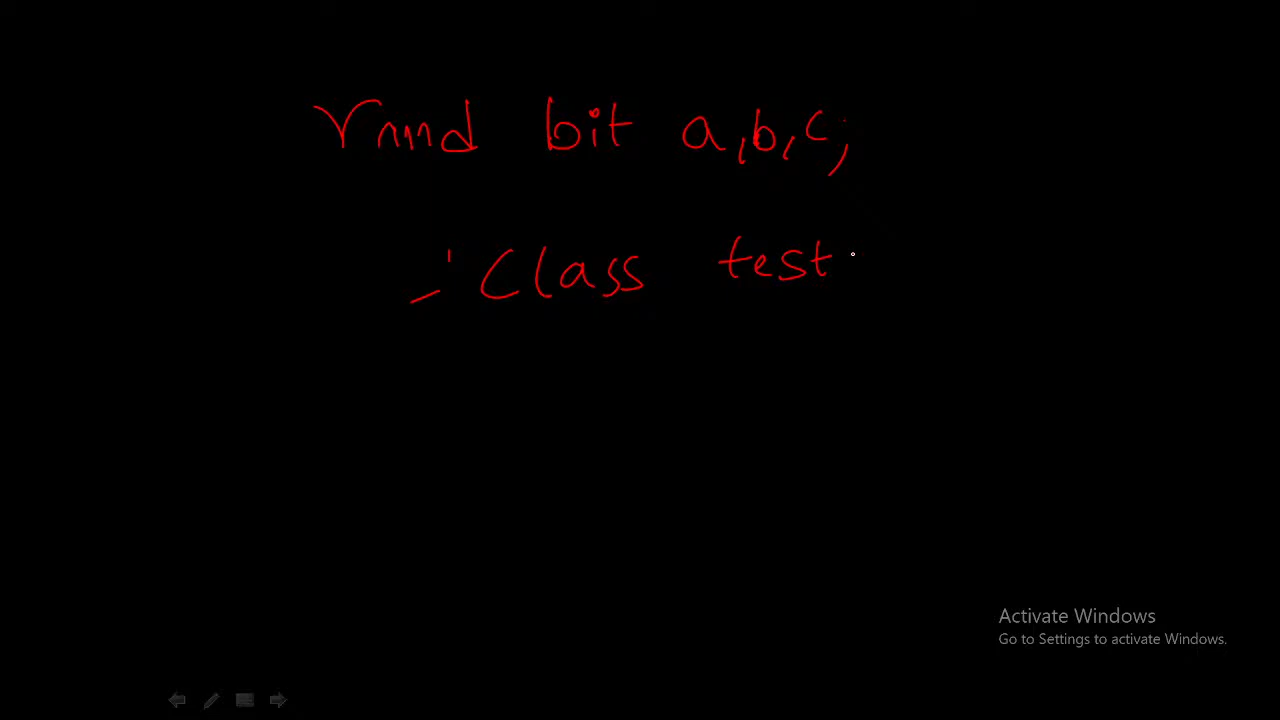 rand bit a,b,c;
Class test
Activate Windows
Go to Settings to activate Windows.